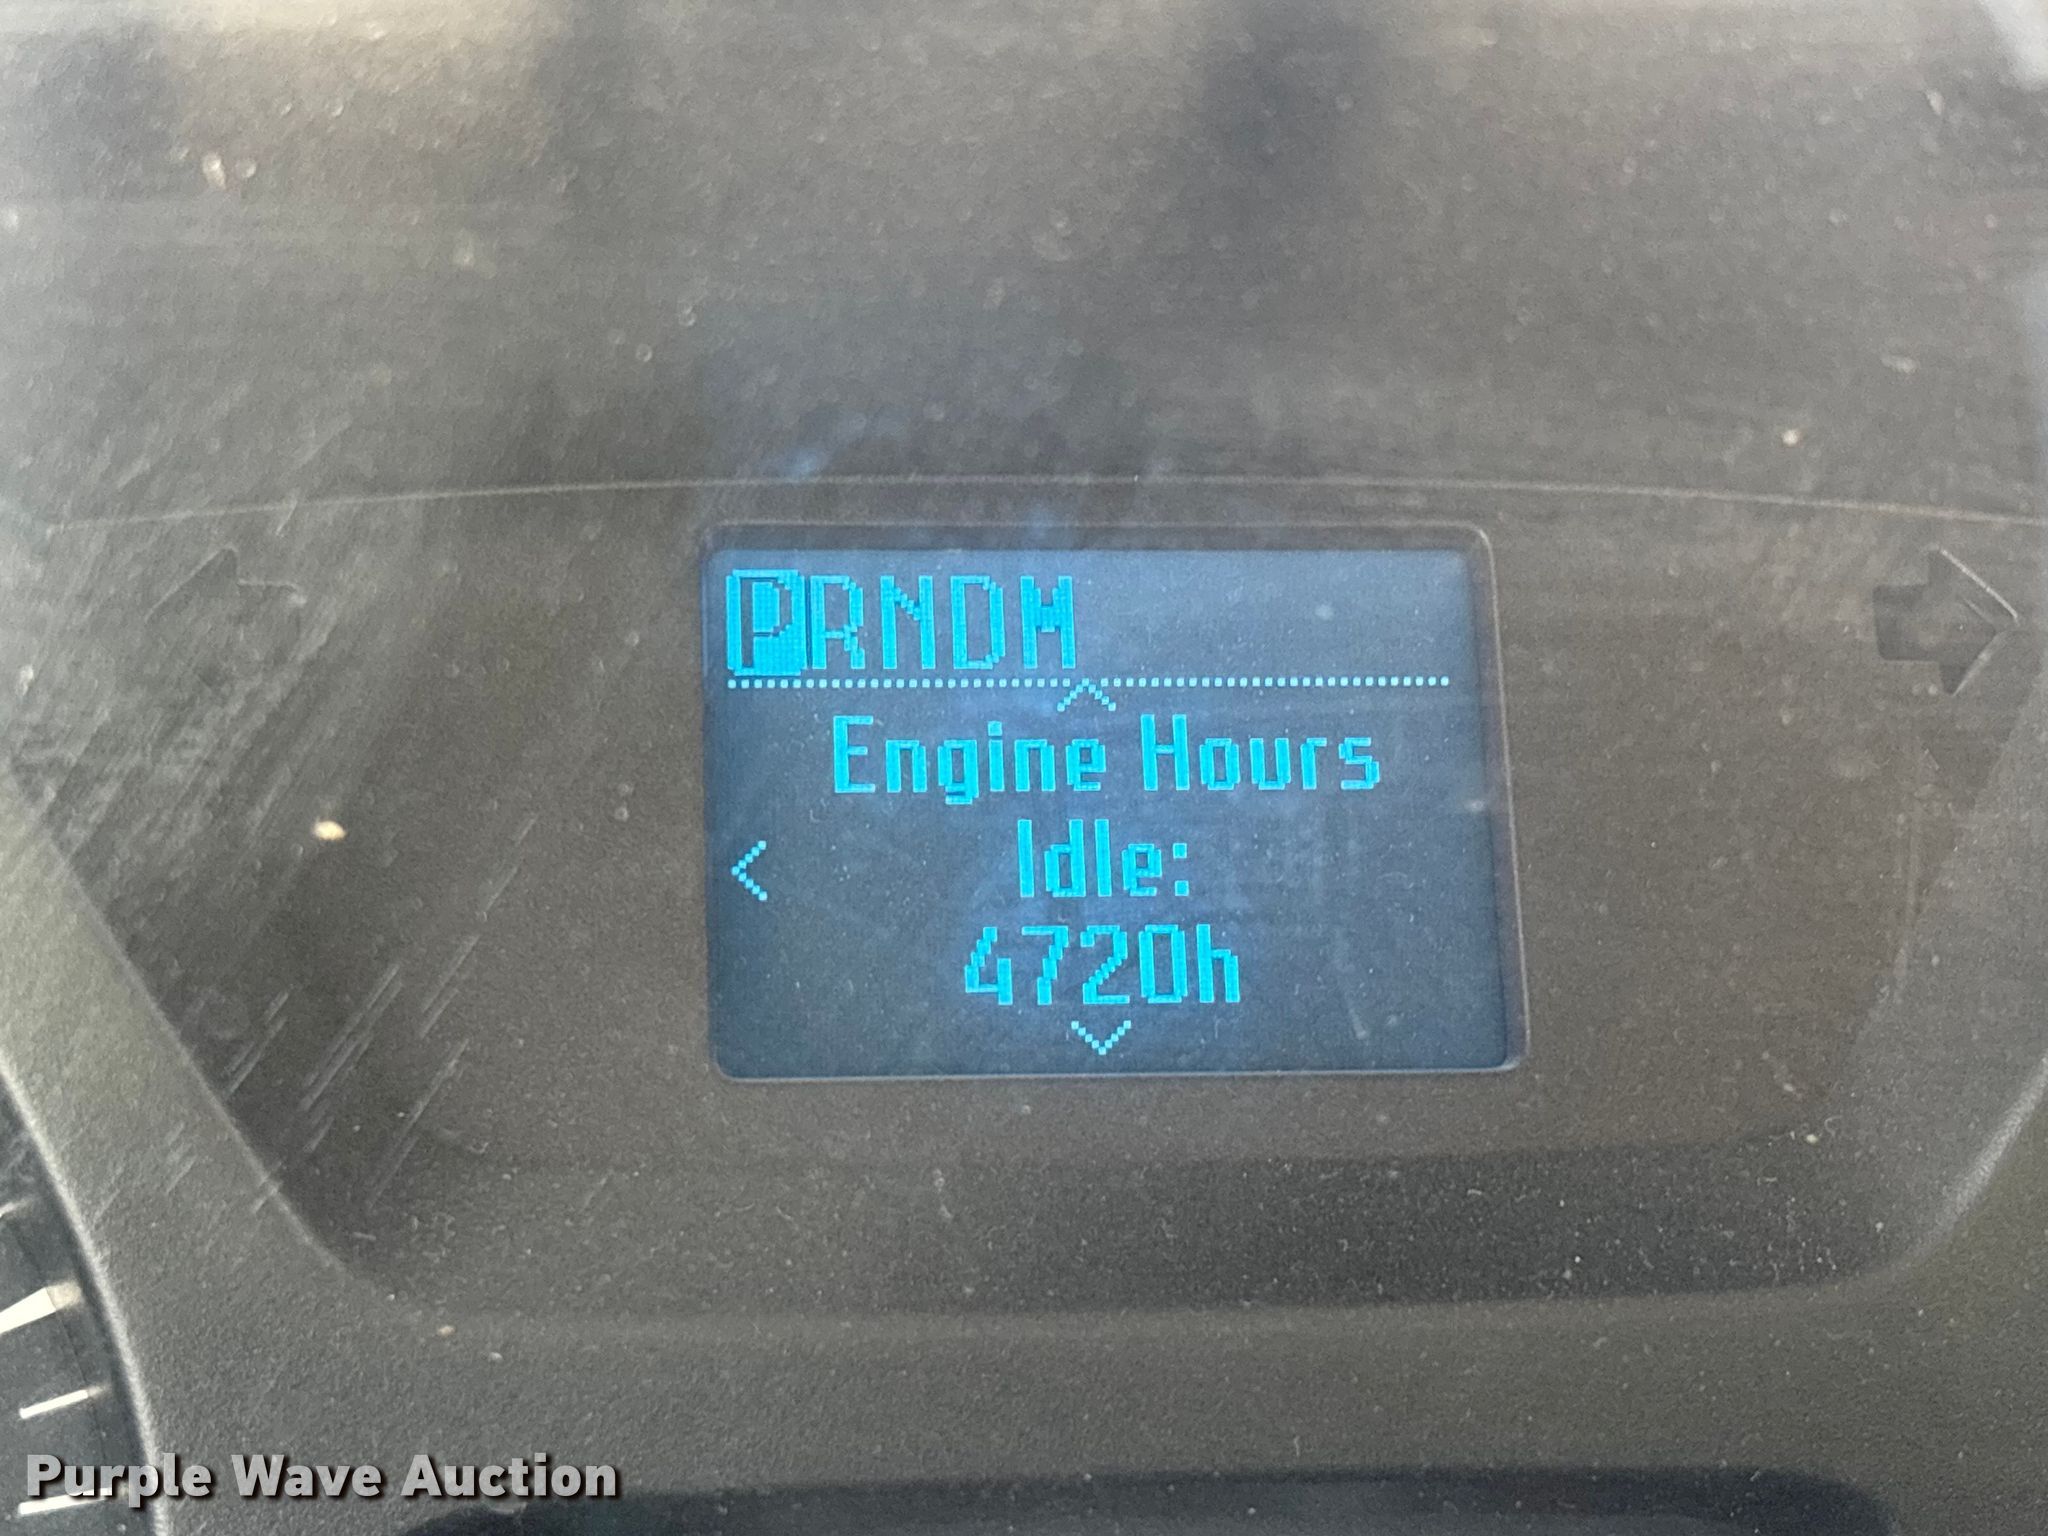 PRNDM
Engine Hours
Idle:
4720h
Purple Wave Auction